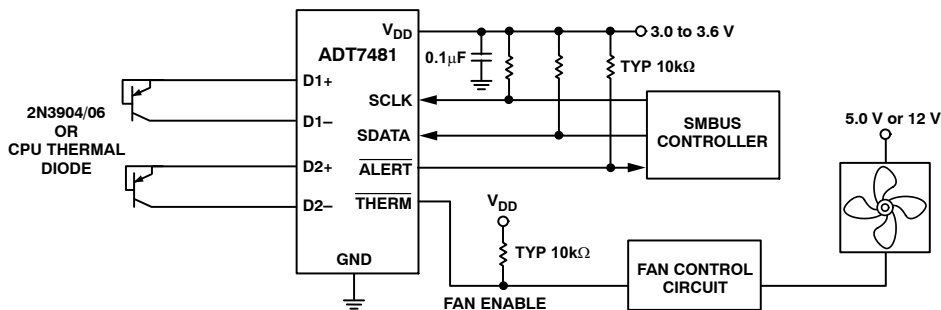 V_DD
ADT7481
3.0 to 3.6 V
0.1μF
TYP 10kΩ
D1+
D1–
D2+
D2–
2N3904/06
OR
CPU THERMAL
DIODE
SCLK
SDATA
ALERT
THERM
GND
SMBUS
CONTROLLER
5.0 V or 12 V
V_DD
TYP 10kΩ
FAN ENABLE
FAN CONTROL
CIRCUIT